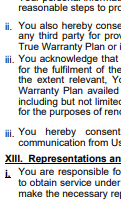 reasonable steps to pro
ii. You also hereby conse
any third party for prov
True Warranty Plan or i
iii. You acknowledge that
for the fulfilment of the
the extent relevant, Yo
Warranty Plan availed
including but not limited
for the purposes of rend
iii. You hereby consent
communication from Us
XIII. Representations an
i. You are responsible fo
to obtain service under
make the necessary rep